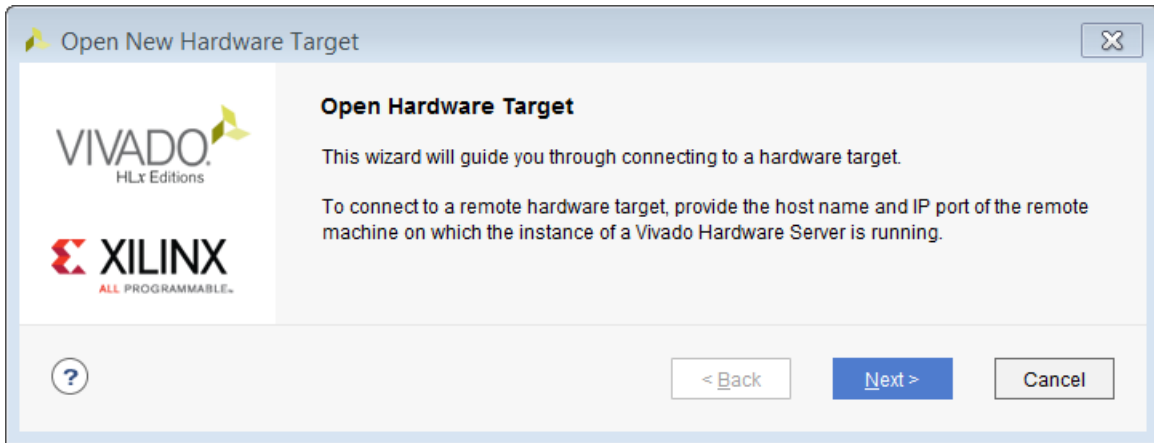 Open New Hardware Target
VIVADO.
HLx Editions
XILINX
ALL PROGRAMMABLE™
Open Hardware Target
This wizard will guide you through connecting to a hardware target.
To connect to a remote hardware target, provide the host name and IP port of the remote
machine on which the instance of a Vivado Hardware Server is running.
?
< Back
Next >
Cancel